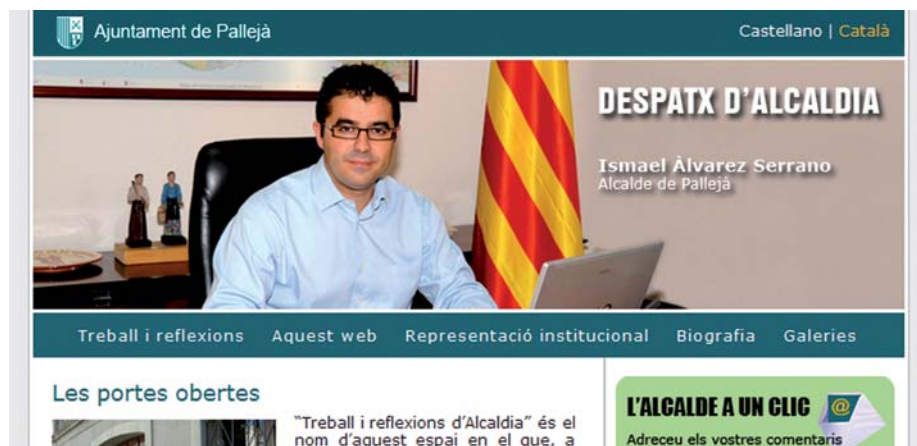 Ajuntament de Pallejà
Castellano | Català
DESPATX D'ALCALDIA
Ismael Àlvarez Serrano
Alcalde de Pallejà
Treball i reflexions Aquest web Representació institucional Biografia Galeries
Les portes obertes
"Treball i reflexions d'Alcaldia" és el
nom d'aquest espai en el que, a
L'ALCALDE A UN CLIC @
Adreceu els vostres comentaris